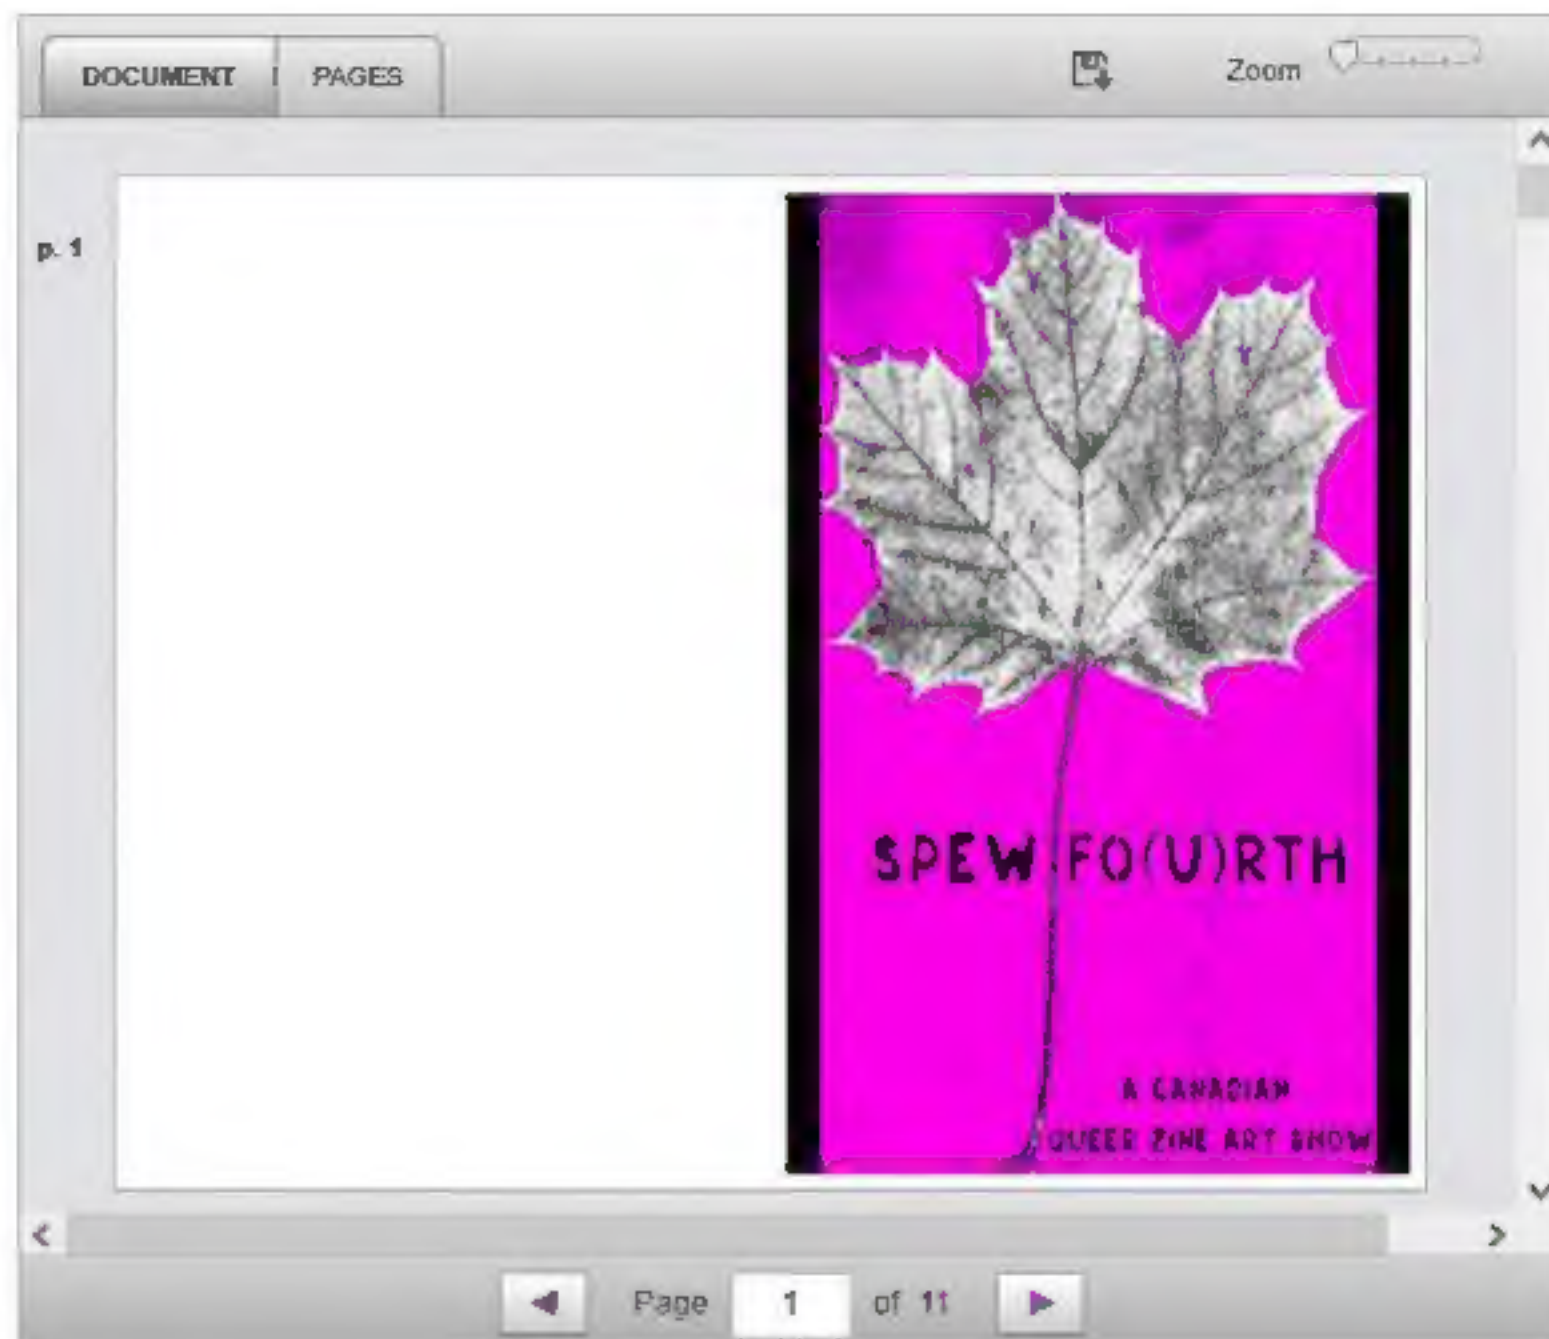 DOCUMENT PAGES
Zoom
p. 1
SPEW FO(U)RTH
A CANADIAN
QUEER ZINE ART SHOW
Page 1 of 11